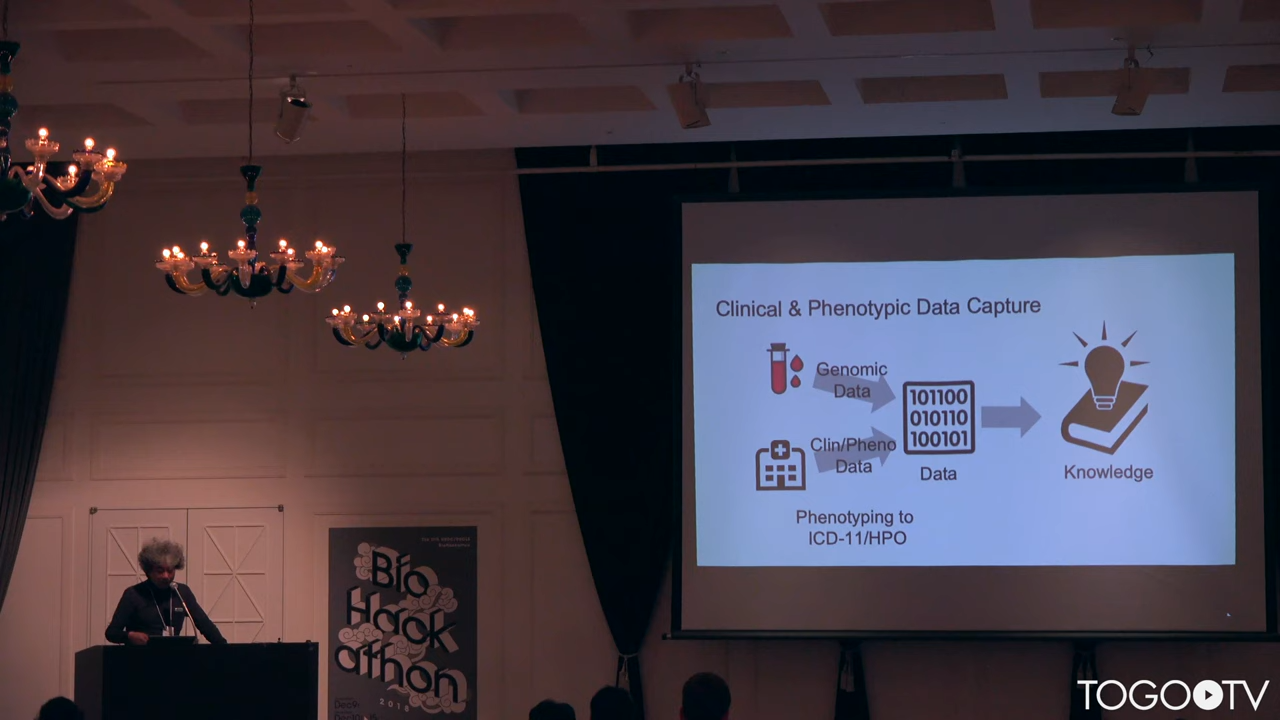 Clinical & Phenotypic Data Capture
Genomic
Data
101100
010110
100101
Clin/Pheno
Data
Data
Knowledge
Phenotyping to
ICD-11/HPO
Bio
Hack
athon
2018
TOGOTV